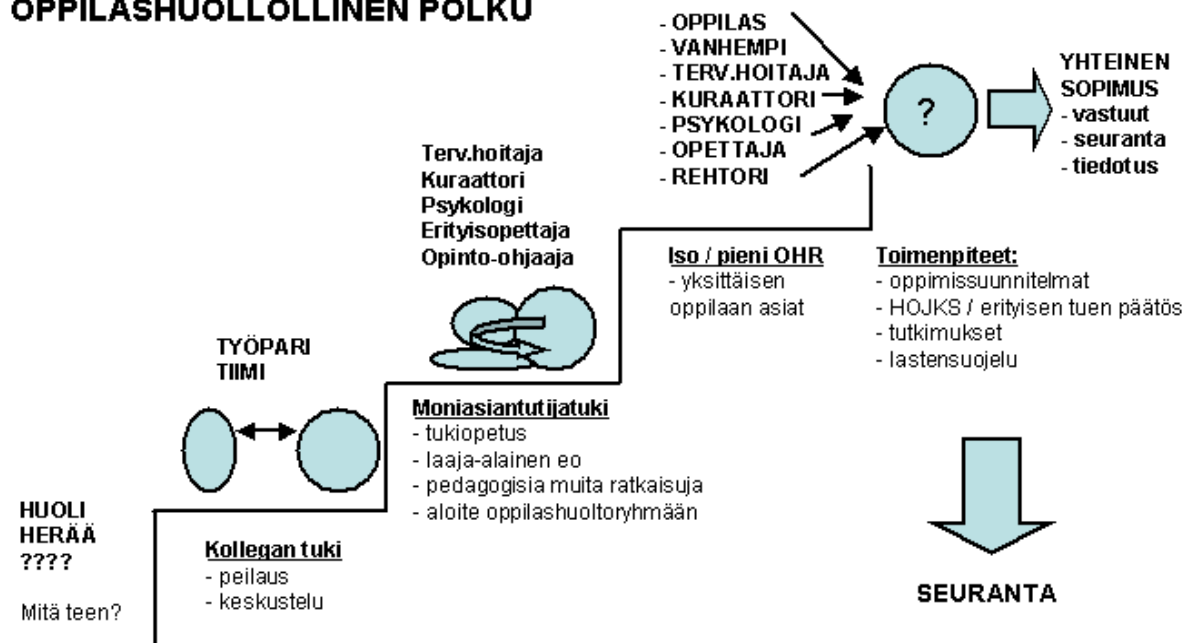 OPPILASHUOLLOLLINEN POLKU
- OPPILAS
- VANHEMPI
- TERV.HOITAJA
- KURAATTORI
- PSYKOLOGI
- OPETTAJA
- REHTORI
?
YHTEINEN
SOPIMUS
- vastuut
- seuranta
- tiedotus
Terv.hoitaja
Kuraattori
Psykologi
Erityisopettaja
Opinto-ohjaaja
Iso / pieni OHR
- yksittäisen
oppilaan asiat
Toimenpiteet:
- oppimissuunnitelmat
- HOJKS / erityisen tuen päätös
- tutkimukset
- lastensuojelu
TYÖPARI
TIIMI
Moniasiantutijatuki
- tukiopetus
- laaja-alainen eo
- pedagogisia muita ratkaisuja
- aloite oppilashuoltoryhmään
HUOLI
HERÄÄ
????
Mitä teen?
Kollegan tuki
- peilaus
- keskustelu
SEURANTA